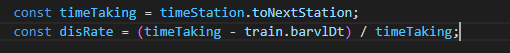 const timeTaking = timeStation.toNextStation;
const disRate = (timeTaking - train.barvlDt) / timeTaking;